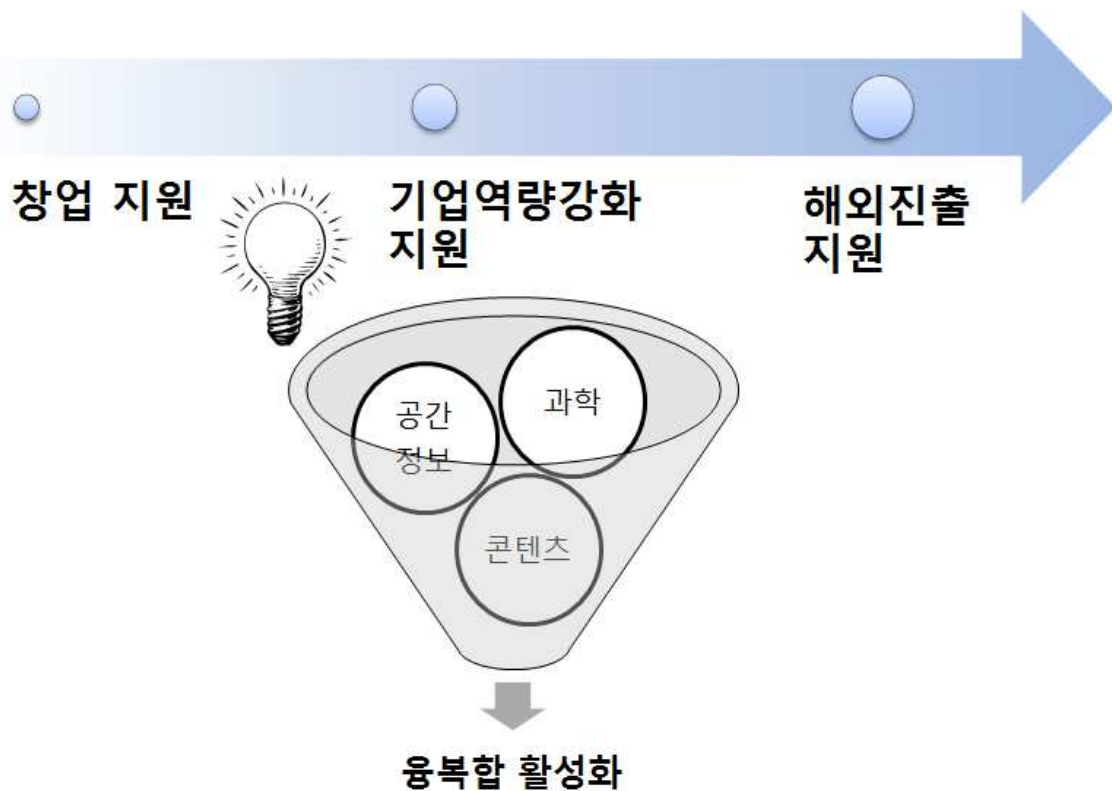 창업 지원
기업역량강화
지원
해외진출
지원
공간
정보
과학
콘텐츠
융복합 활성화